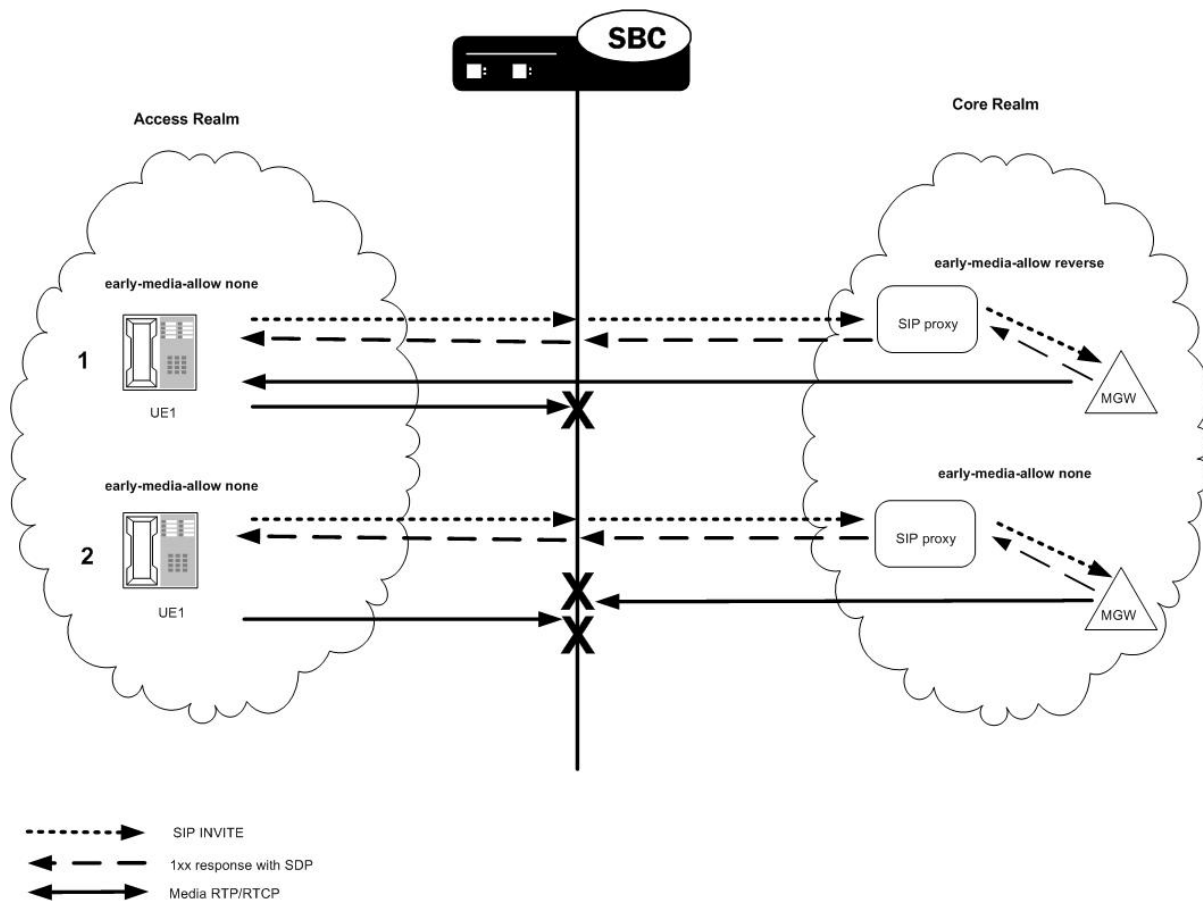 SBC
Access Realm
Core Realm
early-media-allow none
early-media-allow reverse
1
UE1
SIP proxy
MGW
early-media-allow none
early-media-allow none
2
UE1
SIP proxy
MGW
X
X
X
SIP INVITE
1xx response with SDP
Media RTP/RTCP